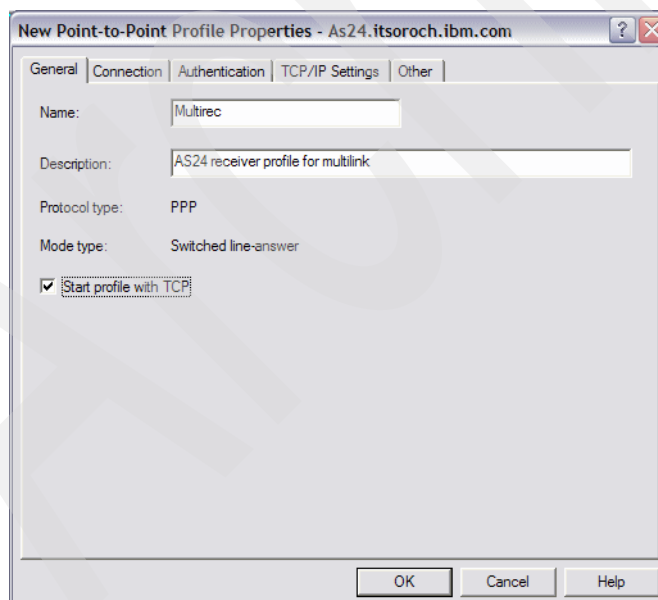 New Point-to-Point Profile Properties - As24.itsoroch.ibm.com
General Connection Authentication TCP/IP Settings Other
Name: Multirec
Description: AS24 receiver profile for multilink
Protocol type: PPP
Mode type: Switched line-answer
Start profile with TCP
OK Cancel Help